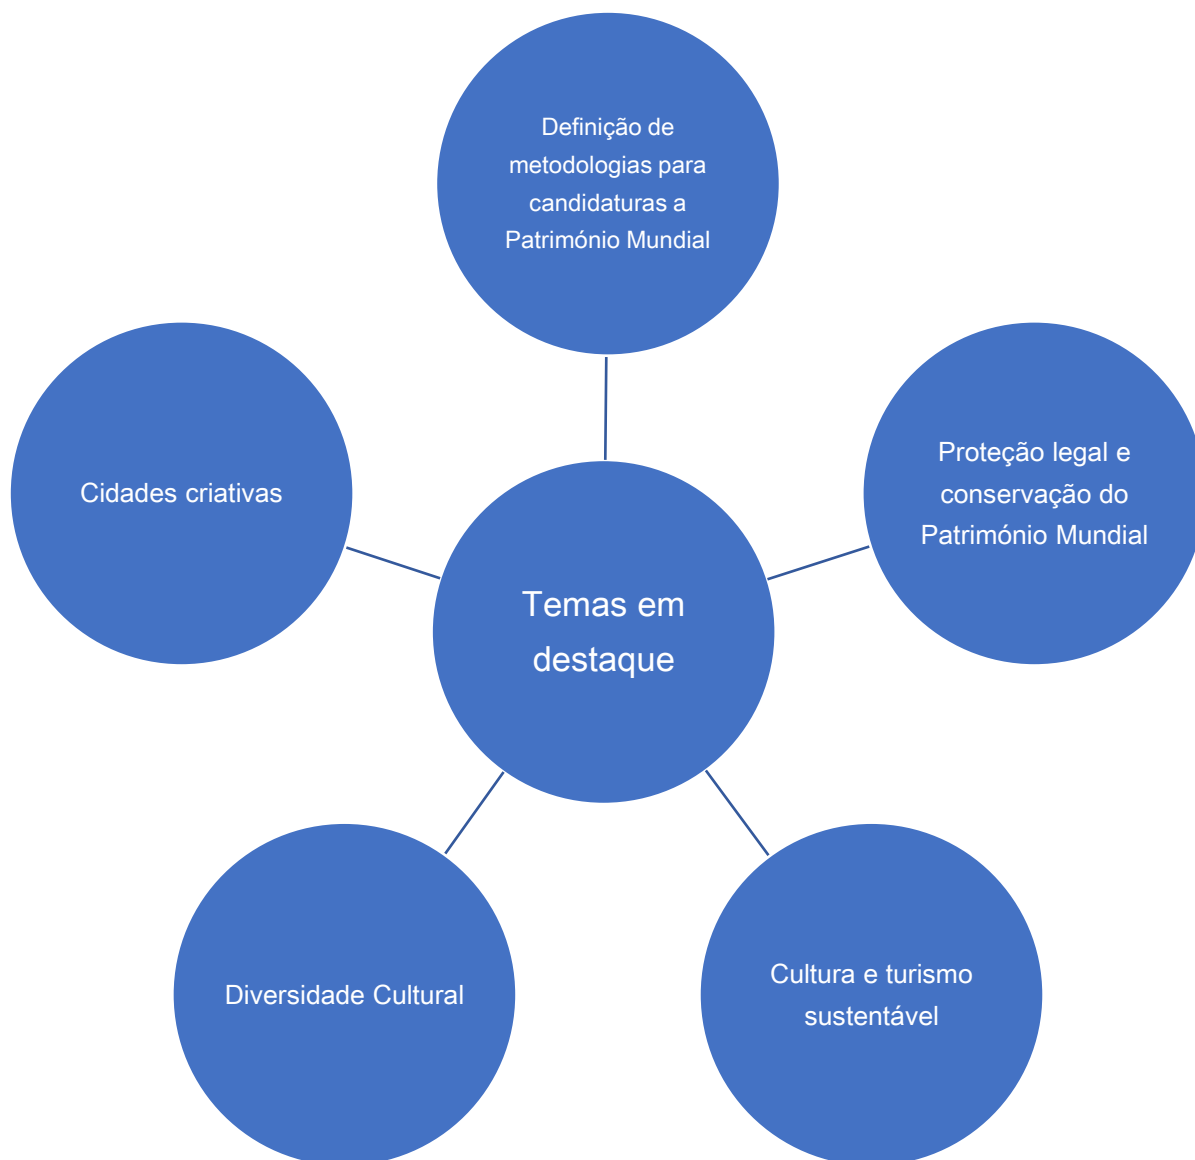 Definição de
metodologias para
candidaturas a
Património Mundial
Proteção legal e
conservação do
Património Mundial
Cidades criativas
Temas em
destaque
Cultura e turismo
sustentável
Diversidade Cultural